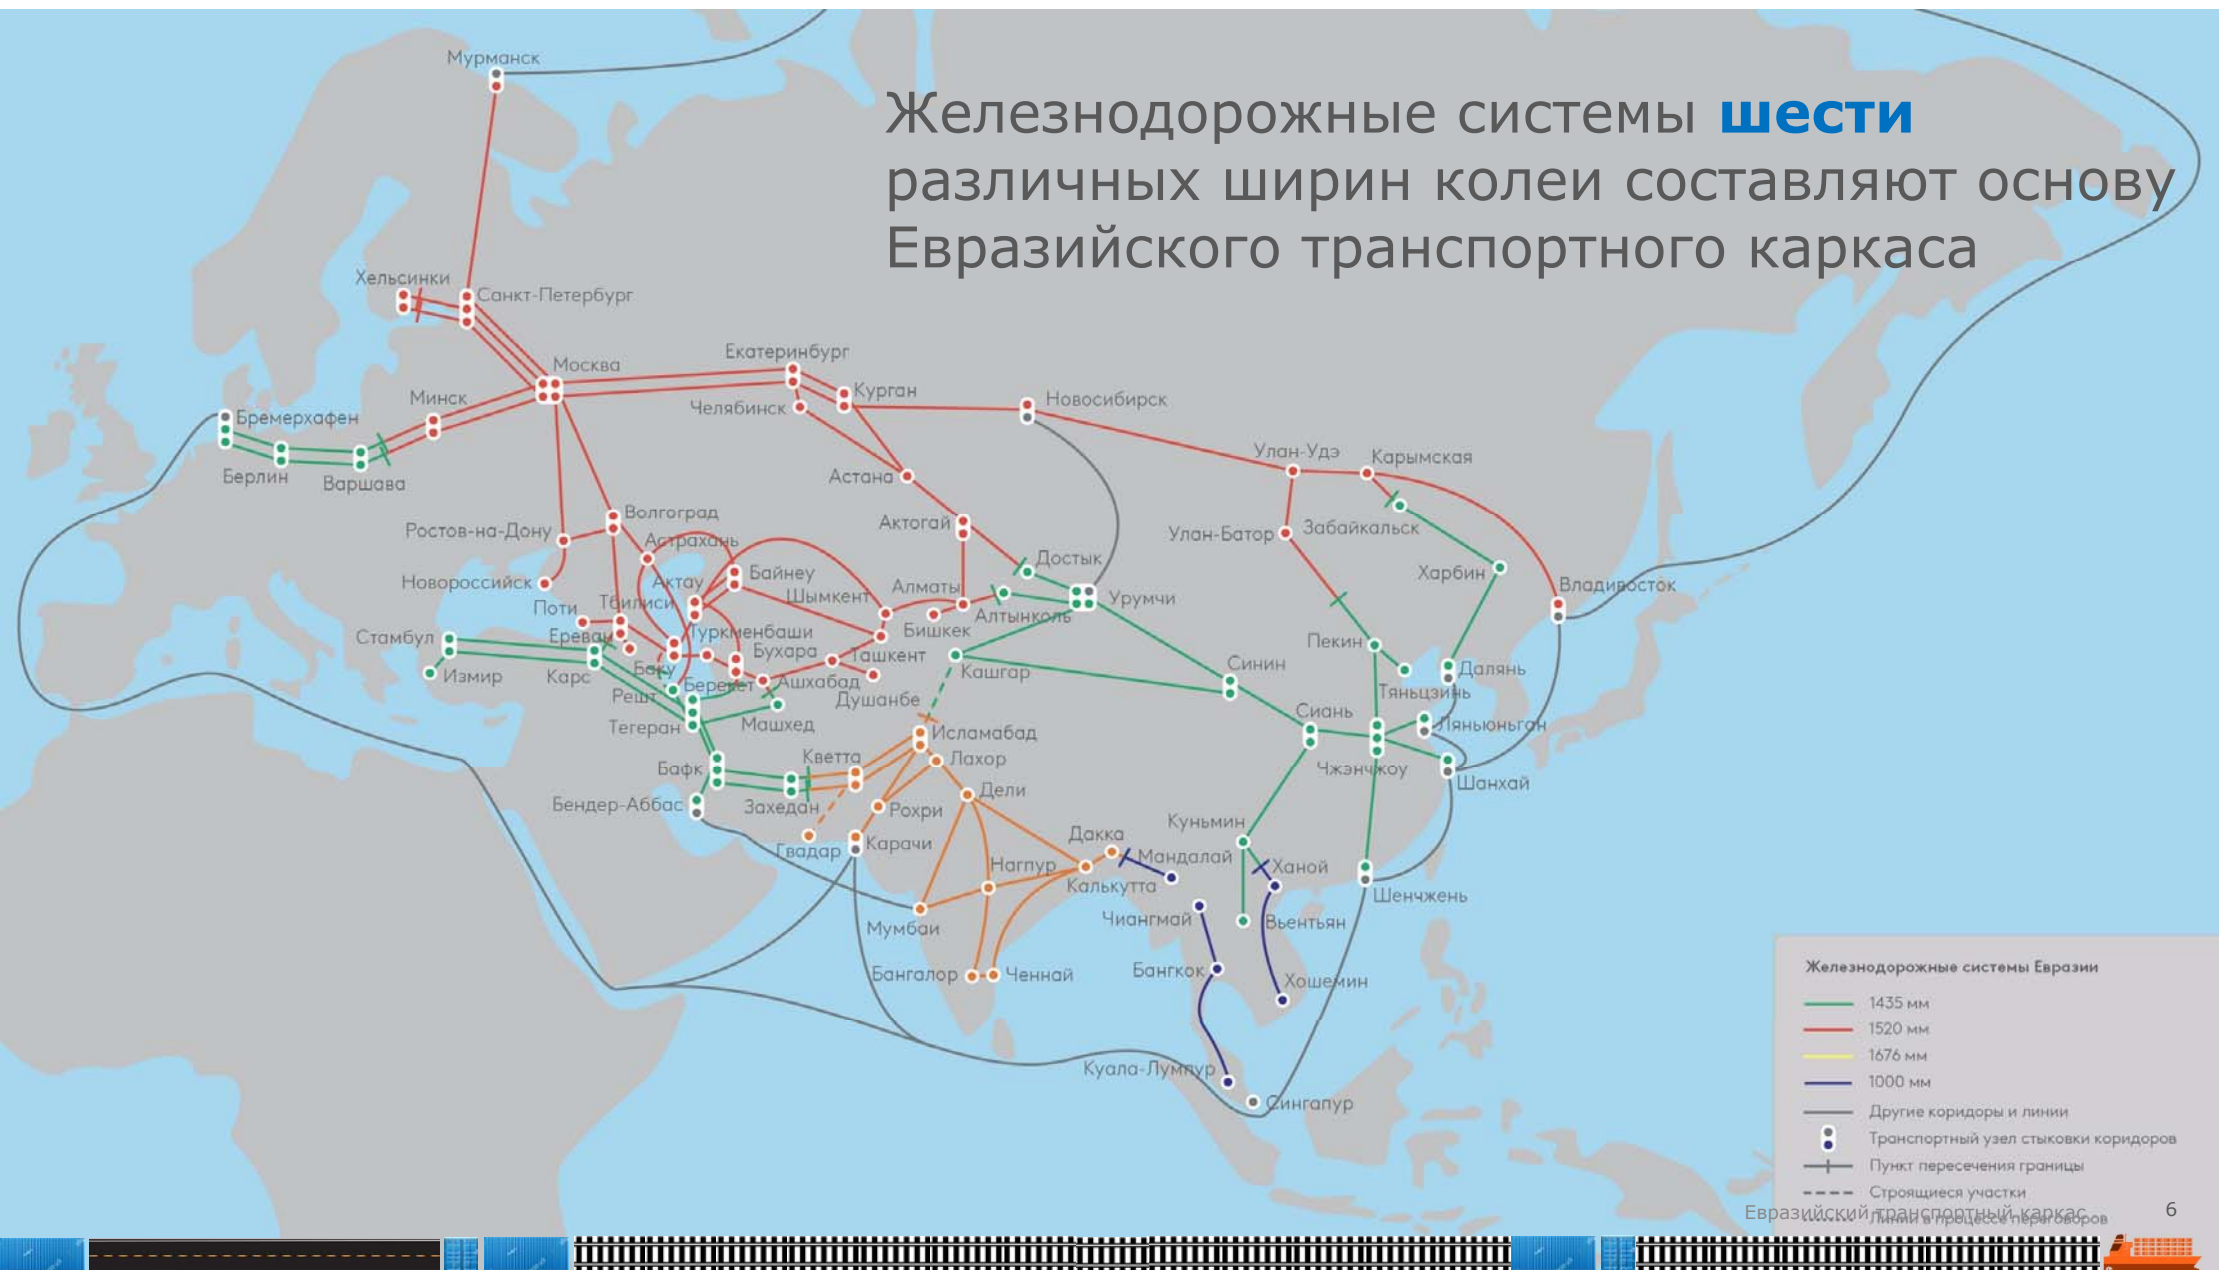 Мурманск
Железнодорожные системы шести
различных ширин колеи составляют основу
Евразийского транспортного каркаса
Хельсинки
Санкт-Петербург
Москва
Екатеринбург
Минск
Курган
Челябинск
Новосибирск
Бремерхафен
Берлин
Варшава
Улан-Удэ
Карымская
Астана
Волгоград
Ростов-на-Дону
Астрахань
Актогай
Улан-Батор
Забайкальск
Достык
Новороссийск
Актау
Байнеу
Шымкент
Алматы
Харбин
Владивосток
Поти
Тбилиси
Алтынколь
Урумчи
Стамбул
Ереван
Туркменбаши
Бишкек
Пекин
Бухара
Ташкент
Измир
Карс
Баку
Кашгар
Синин
Далянь
Решт
Берекет
Ашхабад
Душанбе
Тяньцзинь
Тегеран
Машхед
Исламабад
Сиань
Ляньюньган
Бафк
Кветта
Лахор
Чжэнчжоу
Шанхай
Бендер-Аббас
Захедан
Рохри
Дели
Гвадар
Карачи
Дакка
Куньмин
Мандалай
Ханой
Нагпур
Калькутта
Шенчжень
Мумбаи
Чиангмай
Вьентьян
Бангалор
Ченнай
Бангкок
Хошемин
Куала-Лумпур
Сингапур
Железнодорожные системы Евразии
1435 мм
1520 мм
1676 мм
1000 мм
Другие коридоры и линии
Транспортный узел стыковки коридоров
Пункт пересечения границы
Строящиеся участки
Линии в процессе переговоров
Евразийский транспортный каркас
6